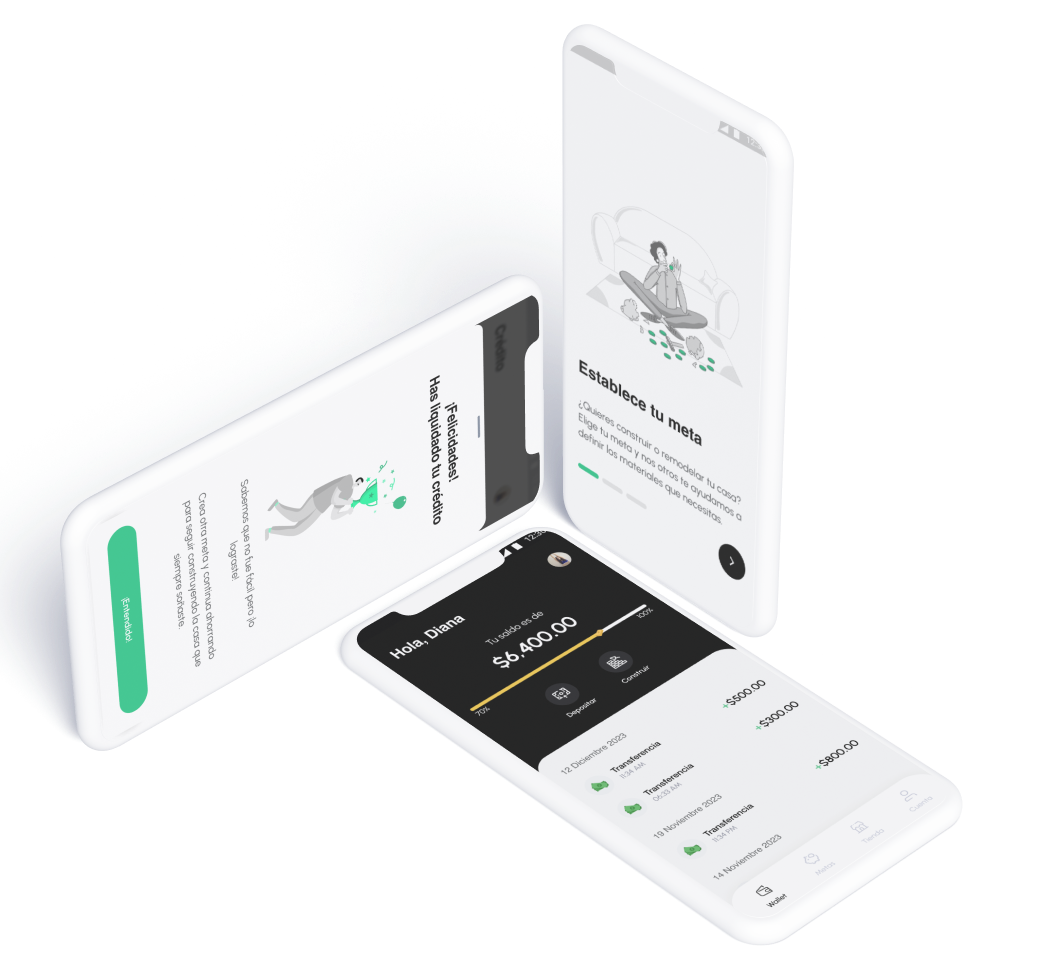 Establece tu meta
¿Quieres construir o remodelar tu casa?
Elige tu meta y nos otros te ayudamos a
definir los materiales que necesitas.
Crédito
¡Felicidades!
Has liquidado tu crédito
Sabemos que no fue fácil pero ¡lo
lograste!
Crea otra meta y continua ahorrando
para seguir construyendo la casa que
siempre soñaste.
¡Entendido!
Hola, Diana
Tu saldo es de
$6,400.00
70%
100%
Depositar
Construir
12 Diciembre 2023
Transferencia
11:34 AM
+$500.00
Transferencia
06:33 AM
+$300.00
19 Noviembre 2023
Transferencia
11:34 PM
+$800.00
14 Noviembre 2023
Wallet
Metas
Tienda
Cuenta